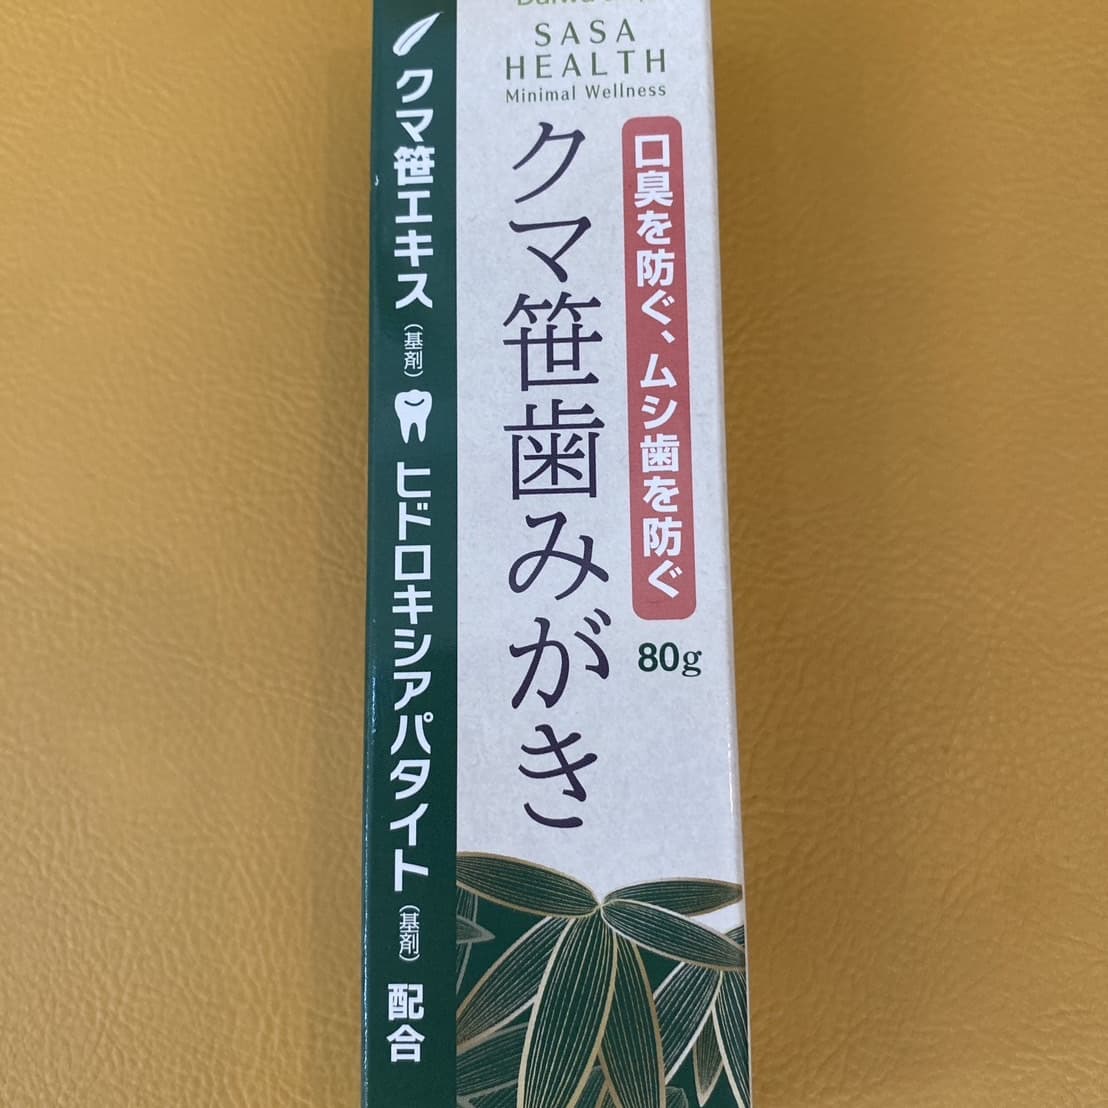 SASA
HEALTH
Minimal Wellness
口臭を防ぐ、ムシ歯を防ぐ
クマ笹歯みがき
80g
クマ笹エキス（基剤）
ヒドロキシアパタイト（基剤）配合